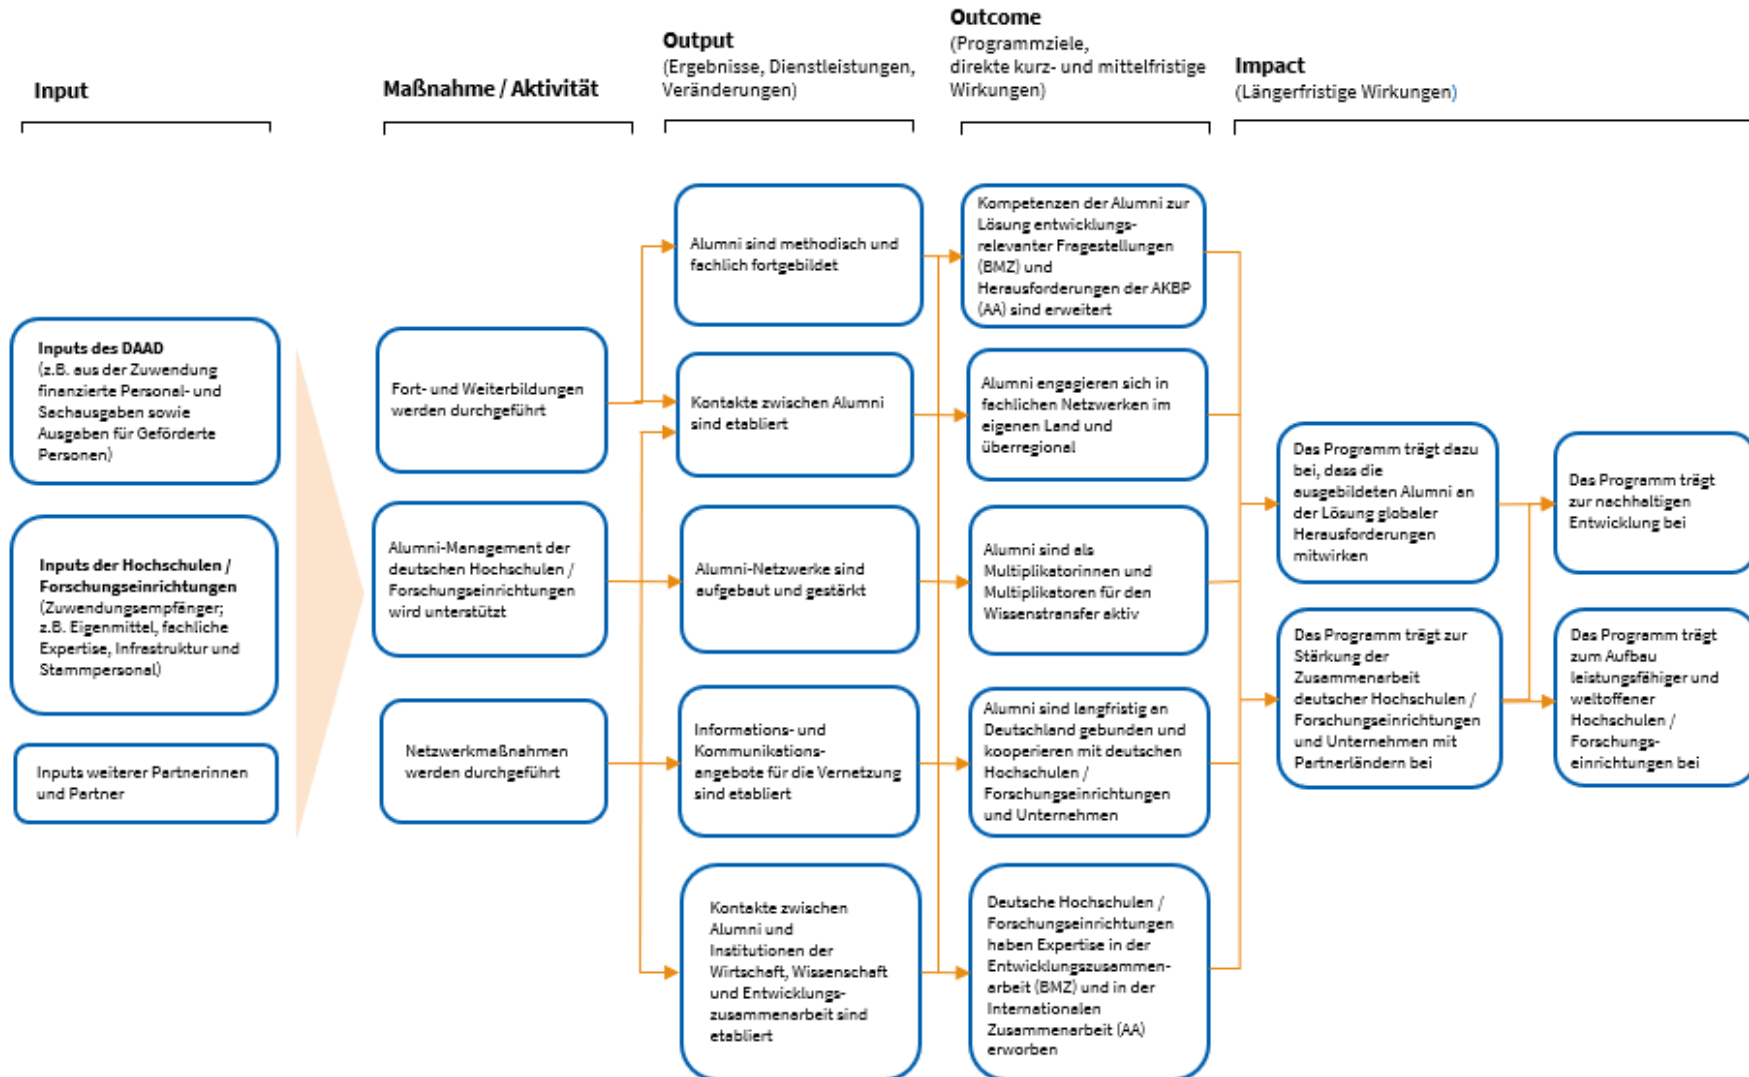 Input
Maßnahme / Aktivität
Output
(Ergebnisse, Dienstleistungen,
Veränderungen)
Outcome
(Programmziele,
direkte kurz- und mittelfristige
Wirkungen)
Impact
(Längerfristige Wirkungen)
Inputs des DAAD
(z.B. aus der Zuwendung
finanzierte Personal- und
Sachausgaben sowie
Ausgaben für Geförderte
Personen)
Inputs der Hochschulen /
Forschungseinrichtungen
(Zuwendungsempfänger;
z.B. Eigenmittel, fachliche
Expertise, Infrastruktur und
Stammpersonal)
Inputs weiterer Partnerinnen
und Partner
Fort- und Weiterbildungen
werden durchgeführt
Alumni-Management der
deutschen Hochschulen /
Forschungseinrichtungen
wird unterstützt
Netzwerkmaßnahmen
werden durchgeführt
Alumni sind methodisch und
fachlich fortgebildet
Kontakte zwischen Alumni
sind etabliert
Alumni-Netzwerke sind
aufgebaut und gestärkt
Informations- und
Kommunikations-
angebote für die Vernetzung
sind etabliert
Kontakte zwischen
Alumni und
Institutionen der
Wirtschaft, Wissenschaft
und Entwicklungs-
zusammenarbeit sind
etabliert
Kompetenzen der Alumni zur
Lösung entwicklungs-
relevanter Fragestellungen
(BMZ) und
Herausforderungen der AKBP
(AA) sind erweitert
Alumni engagieren sich in
fachlichen Netzwerken im
eigenen Land und
überregional
Alumni sind als
Multiplikatorinnen und
Multiplikatoren für den
Wissenstransfer aktiv
Alumni sind langfristig an
Deutschland gebunden und
kooperieren mit deutschen
Hochschulen /
Forschungseinrichtungen
und Unternehmen
Deutsche Hochschulen /
Forschungseinrichtungen
haben Expertise in der
Entwicklungszusammen-
arbeit (BMZ) und in der
Internationalen
Zusammenarbeit (AA)
erworben
Das Programm trägt dazu
bei, dass die
ausgebildeten Alumni an
der Lösung globaler
Herausforderungen
mitwirken
Das Programm trägt zur
Stärkung der
Zusammenarbeit
deutscher Hochschulen /
Forschungseinrichtungen
und Unternehmen mit
Partnerländern bei
Das Programm trägt
zur nachhaltigen
Entwicklung bei
Das Programm trägt
zum Aufbau
leistungsfähiger und
weltoffener
Hochschulen /
Forschungs-
einrichtungen bei